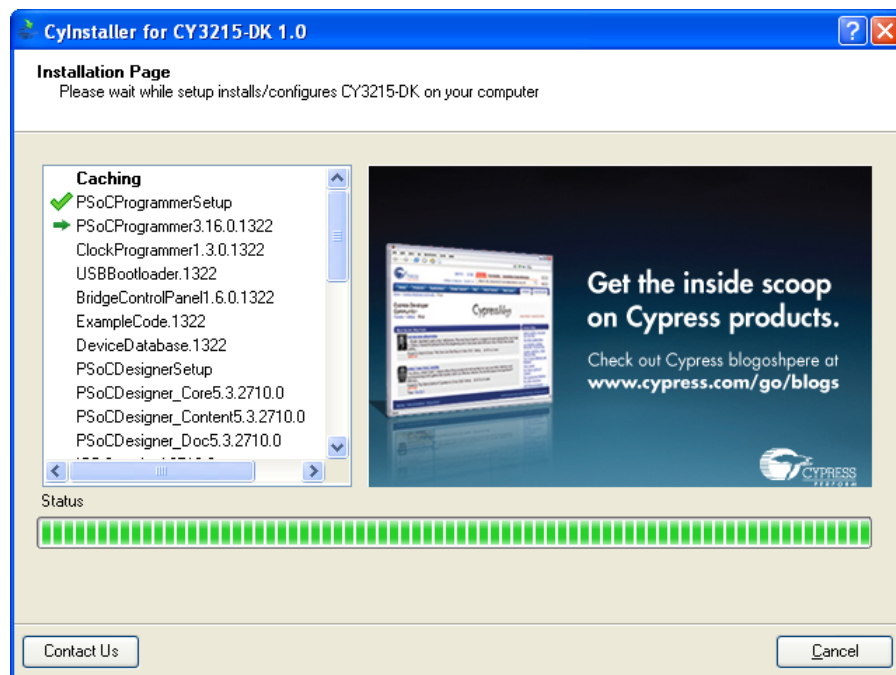 CyInstaller for CY3215-DK 1.0
Installation Page
Please wait while setup installs/configures CY3215-DK on your computer
Caching
PSoCProgrammerSetup
PSoCProgrammer3.16.0.1322
ClockProgrammer1.3.0.1322
USBBootloader.1322
BridgeControlPanel1.6.0.1322
ExampleCode.1322
DeviceDatabase.1322
PSoCDesignerSetup
PSoCDesigner_Core5.3.2710.0
PSoCDesigner_Content5.3.2710.0
PSoCDesigner_Doc5.3.2710.0
Get the inside scoop
on Cypress products.
Check out Cypress blogoshpere at
www.cypress.com/go/blogs
CYPRESS
PERFORM
Status
Contact Us
Cancel